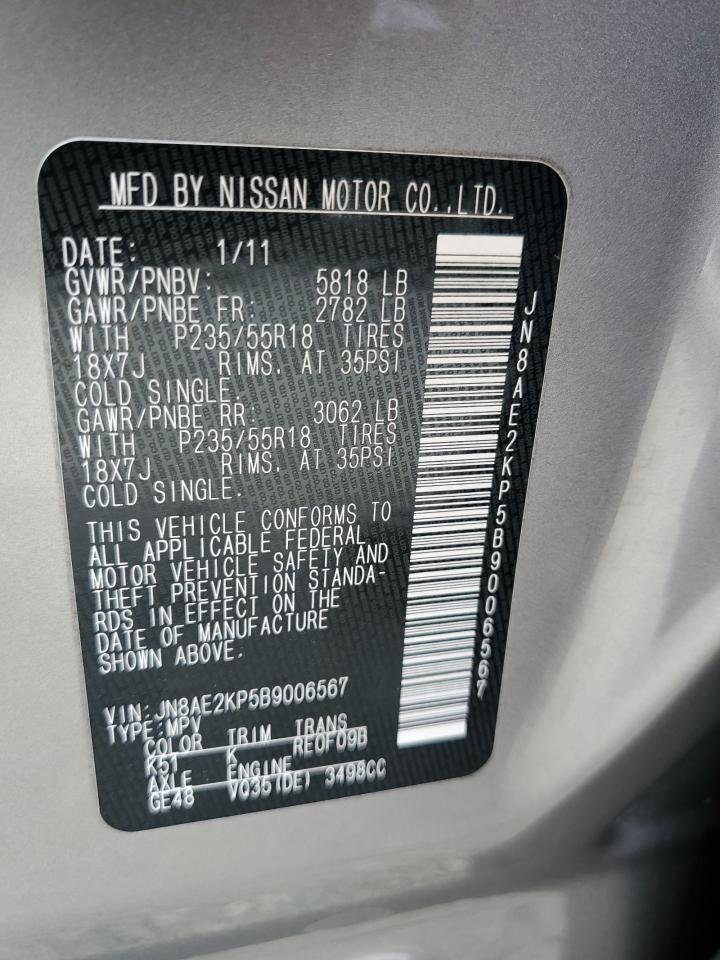 MFD BY NISSAN MOTOR CO.,LTD.
DATE: 1/11
GVWR/PNBV: 5818 LB
GAWR/PNBE FR: 2782 LB
WITH P235/55R18 TIRES
18X7J RIMS, AT 35PSI
COLD SINGLE.
GAWR/PNBE RR: 3062 LB
WITH P235/55R18 TIRES
18X7J RIMS, AT 35PSI
COLD SINGLE.
THIS VEHICLE CONFORMS TO
ALL APPLICABLE FEDERAL
MOTOR VEHICLE SAFETY AND
THEFT PREVENTION STANDA-
RDS IN EFFECT ON THE
DATE OF MANUFACTURE
SHOWN ABOVE.
VIN:JN8AE2KP5B9006567
TYPE:MPV
COLOR TRIM TRANS
K51 K RE0F09B
AXLE ENGINE
GE48 VQ35(DE) 3498CC
JN8AE2KP5B9006567